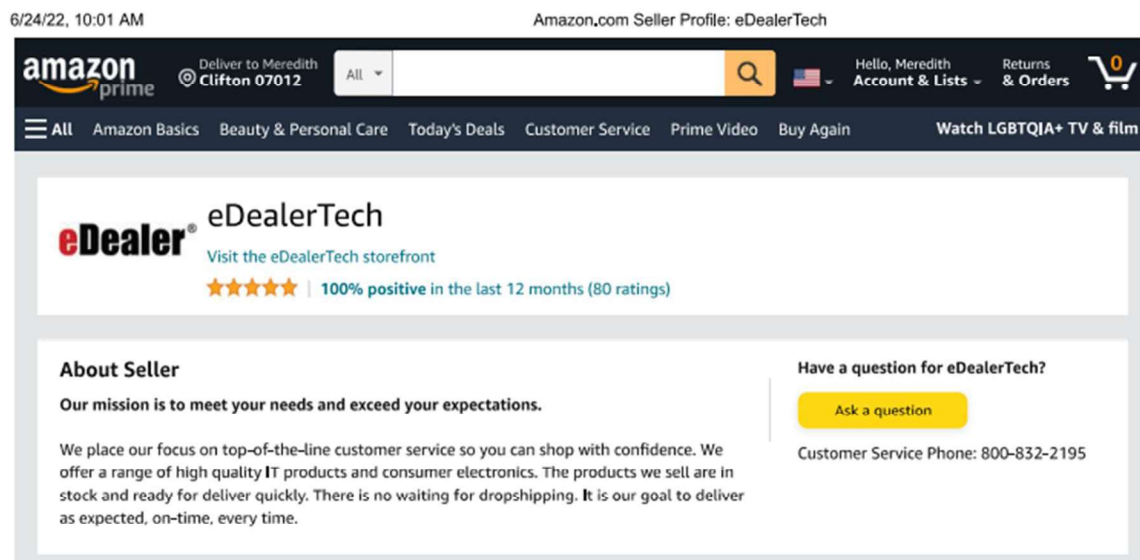 6/24/22, 10:01 AM
Amazon.com Seller Profile: eDealerTech
amazon prime
Deliver to Meredith
Clifton 07012
All
Hello, Meredith
Account & Lists
Returns
& Orders
0
All Amazon Basics Beauty & Personal Care Today's Deals Customer Service Prime Video Buy Again Watch LGBTQIA+ TV & film
eDealer®
eDealerTech
Visit the eDealerTech storefront
100% positive in the last 12 months (80 ratings)
About Seller
Our mission is to meet your needs and exceed your expectations.
We place our focus on top-of-the-line customer service so you can shop with confidence. We
offer a range of high quality IT products and consumer electronics. The products we sell are in
stock and ready for deliver quickly. There is no waiting for dropshipping. It is our goal to deliver
as expected, on-time, every time.
Have a question for eDealerTech?
Ask a question
Customer Service Phone: 800-832-2195